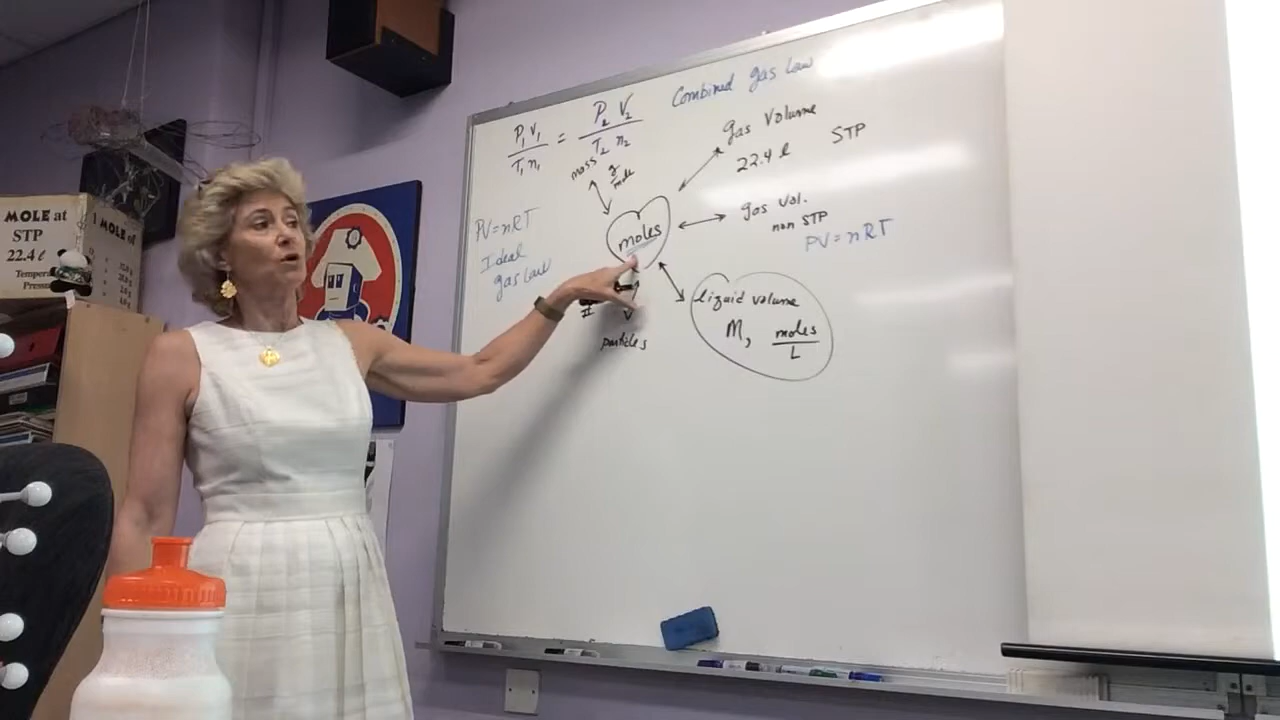 Combined gas law
P₁ V₁ / T₁ n₁ = P₂ V₂ / T₂ n₂
gas volume
22.4 l STP
mass g/mole
PV=nRT
Ideal
gas law
moles
gas vol.
non STP
PV=nRT
liquid volume
M, moles/L
particles
MOLE at
STP
22.4 l
1 MOLE of